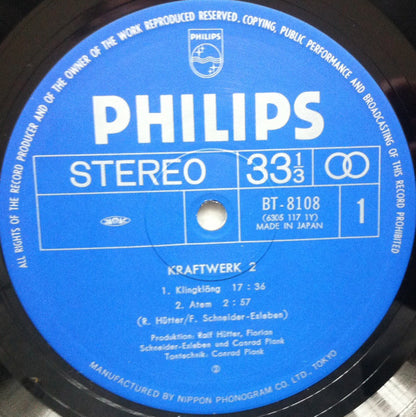 ALL RIGHTS OF THE RECORD PRODUCER AND OF THE OWNER OF THE WORK REPRODUCED RESERVED. COPYING, PUBLIC PERFORMANCE AND BROADCASTING OF THIS RECORD PROHIBITED
PHILIPS
PHILIPS
STEREO 33 1/3
BT-8108
(6305 117 1Y)
MADE IN JAPAN
1
KRAFTWERK 2
1. Klingkläng 17:36
2. Atem 2:57
(R. Hütter/F. Schneider-Esleben)
Produktion: Ralf Hütter, Florian
Schneider-Esleben und Conrad Plank
Tontechnik: Conrad Plank
MANUFACTURED BY NIPPON PHONOGRAM CO. LTD., TOKYO